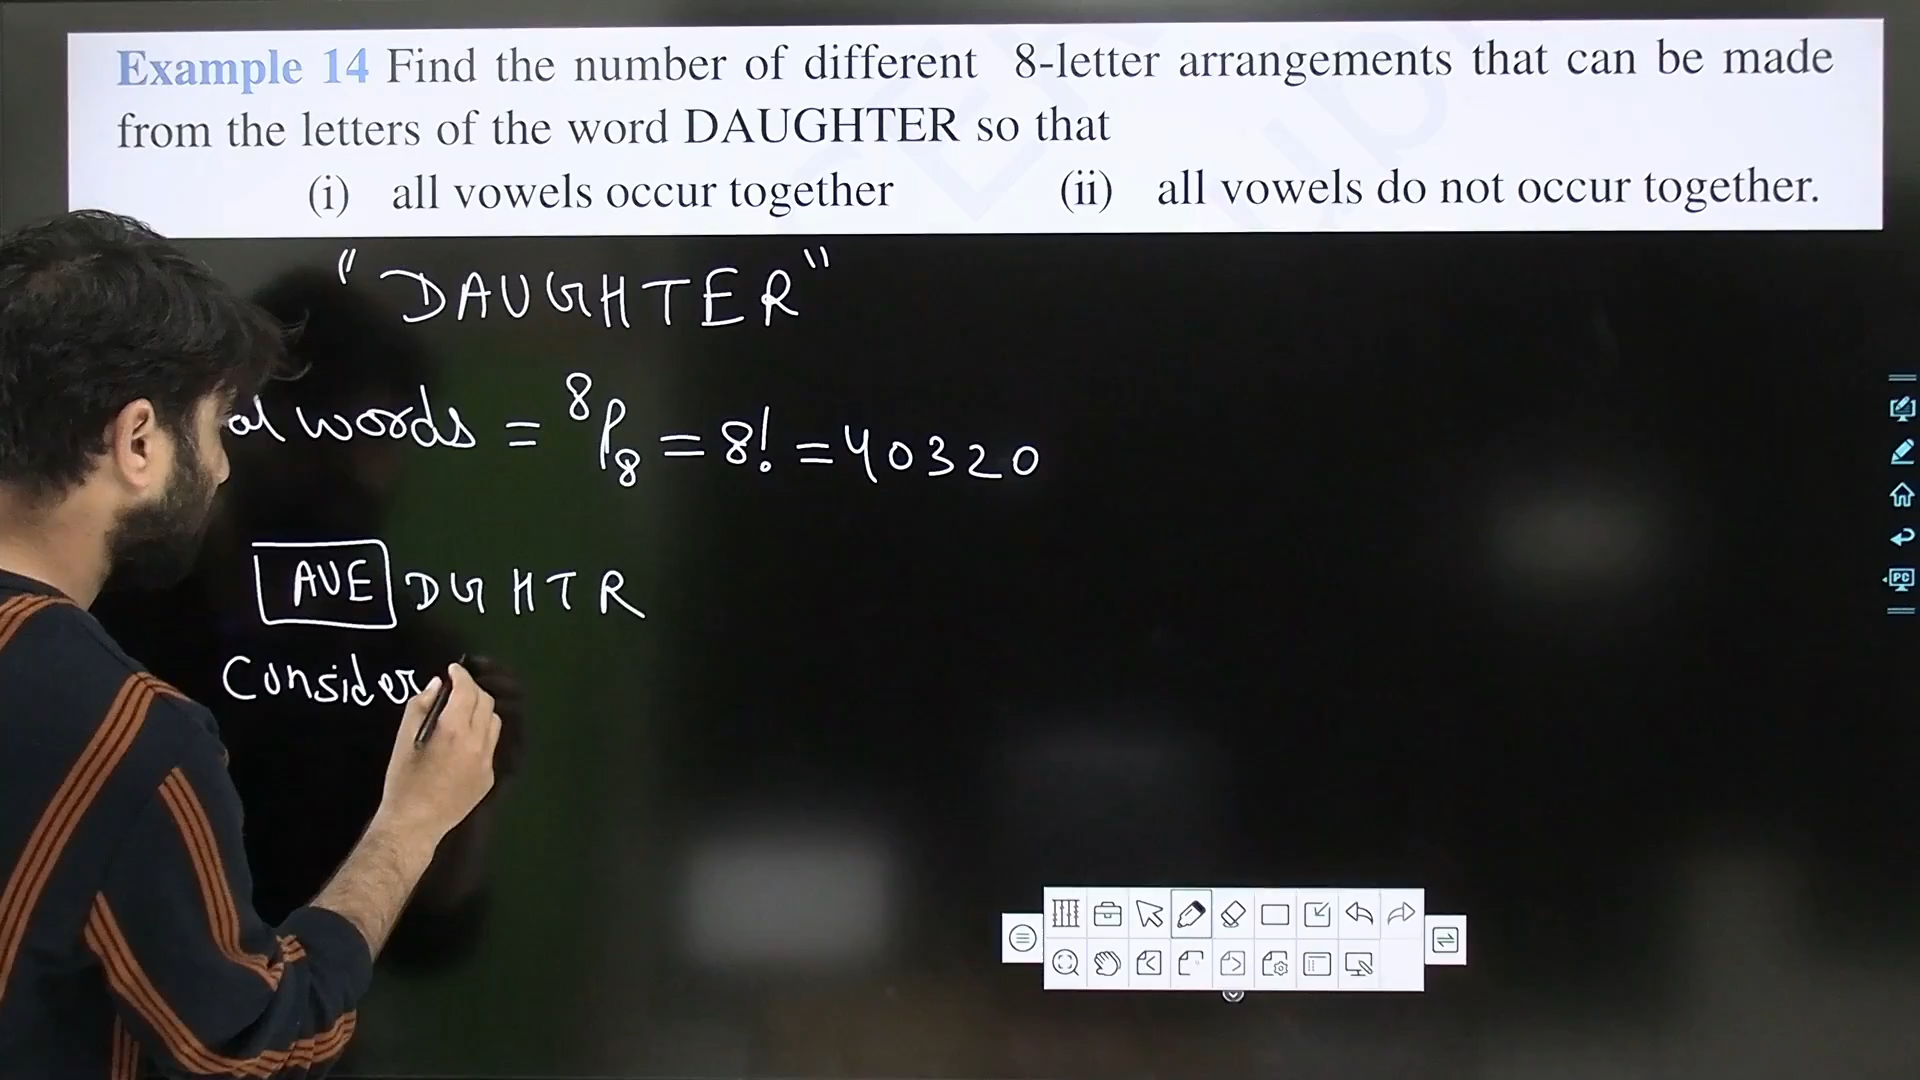 Example 14 Find the number of different 8-letter arrangements that can be made
from the letters of the word DAUGHTER so that
(i) all vowels occur together (ii) all vowels do not occur together.
"DAUGHTER"
words = ⁸P₈ = 8! = 40320
AUE D G H T R
Consider
PC